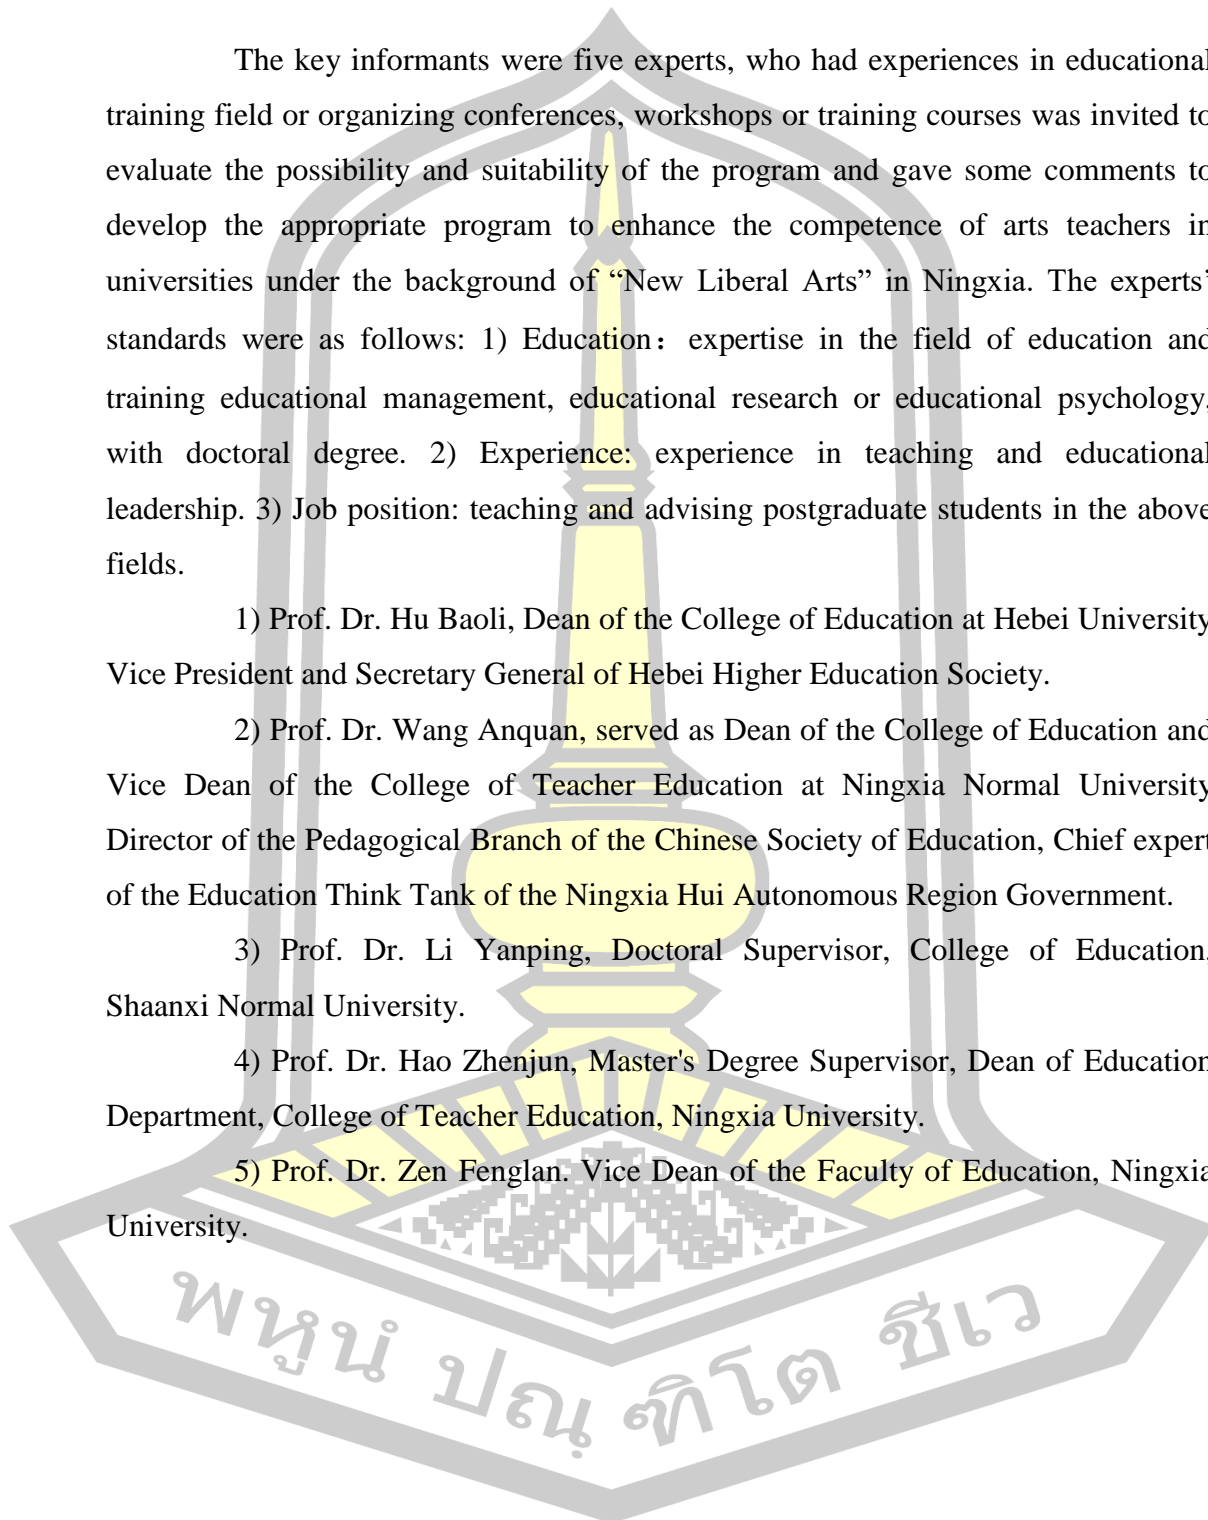 The key informants were five experts, who had experiences in educational
training field or organizing conferences, workshops or training courses was invited to
evaluate the possibility and suitability of the program and gave some comments to
develop the appropriate program to enhance the competence of arts teachers in
universities under the background of “New Liberal Arts” in Ningxia. The experts’
standards were as follows: 1) Education：expertise in the field of education and
training educational management, educational research or educational psychology,
with doctoral degree. 2) Experience: experience in teaching and educational
leadership. 3) Job position: teaching and advising postgraduate students in the above
fields.
1) Prof. Dr. Hu Baoli, Dean of the College of Education at Hebei University
Vice President and Secretary General of Hebei Higher Education Society.
2) Prof. Dr. Wang Anquan, served as Dean of the College of Education and
Vice Dean of the College of Teacher Education at Ningxia Normal University
Director of the Pedagogical Branch of the Chinese Society of Education, Chief expert
of the Education Think Tank of the Ningxia Hui Autonomous Region Government.
3) Prof. Dr. Li Yanping, Doctoral Supervisor, College of Education,
Shaanxi Normal University.
4) Prof. Dr. Hao Zhenjun, Master's Degree Supervisor, Dean of Education
Department, College of Teacher Education, Ningxia University.
5) Prof. Dr. Zen Fenglan. Vice Dean of the Faculty of Education, Ningxia
University.
พหูนํ ปณฺฑิโต ชีเว